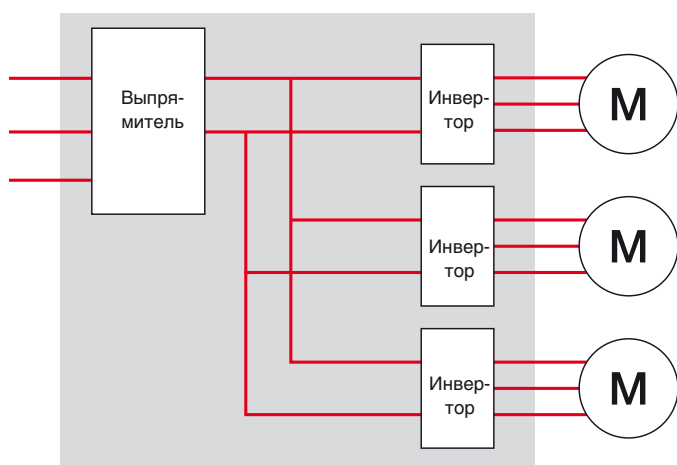 Выпря-
митель
Инвер-
тор
M
Инвер-
тор
M
Инвер-
тор
M